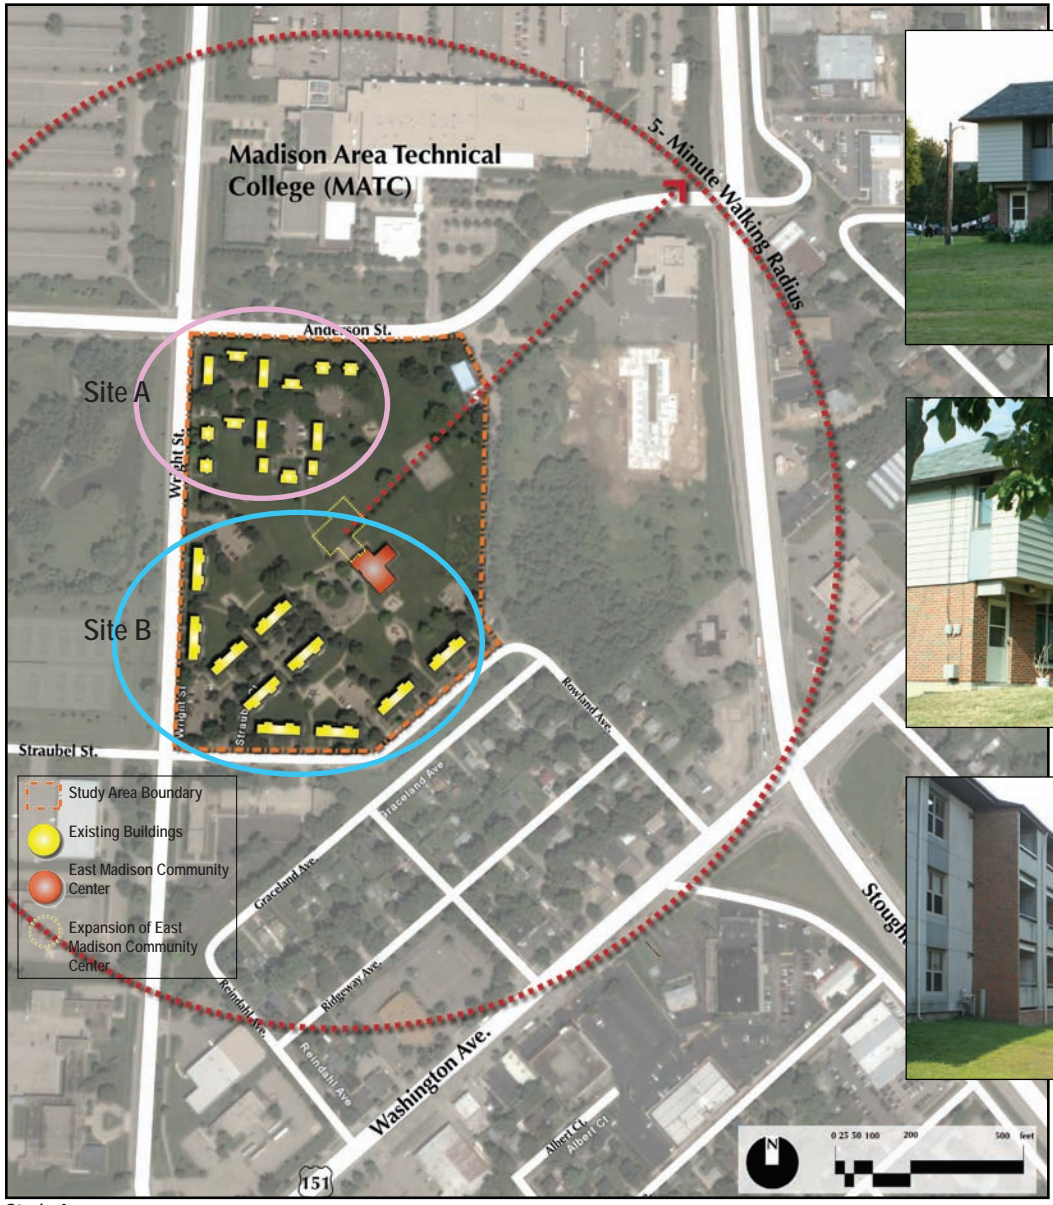 Madison Area Technical
College (MATC)
5- Minute Walking Radius
Anderson St.
Site A
Wright St.
Site B
Wright St
Straub
Straubel St.
Rowland Ave.
Graceland Ave
Graceland Ave.
Study Area Boundary
Existing Buildings
East Madison Community
Center
Expansion of East
Madison Community
Center
Stough
Ridgeway Ave.
Reindahl Ave.
Reindahl Ave
Washington Ave.
Albert Ct.
Albert Ct
151
N
0 25 50 100 200 500 feet